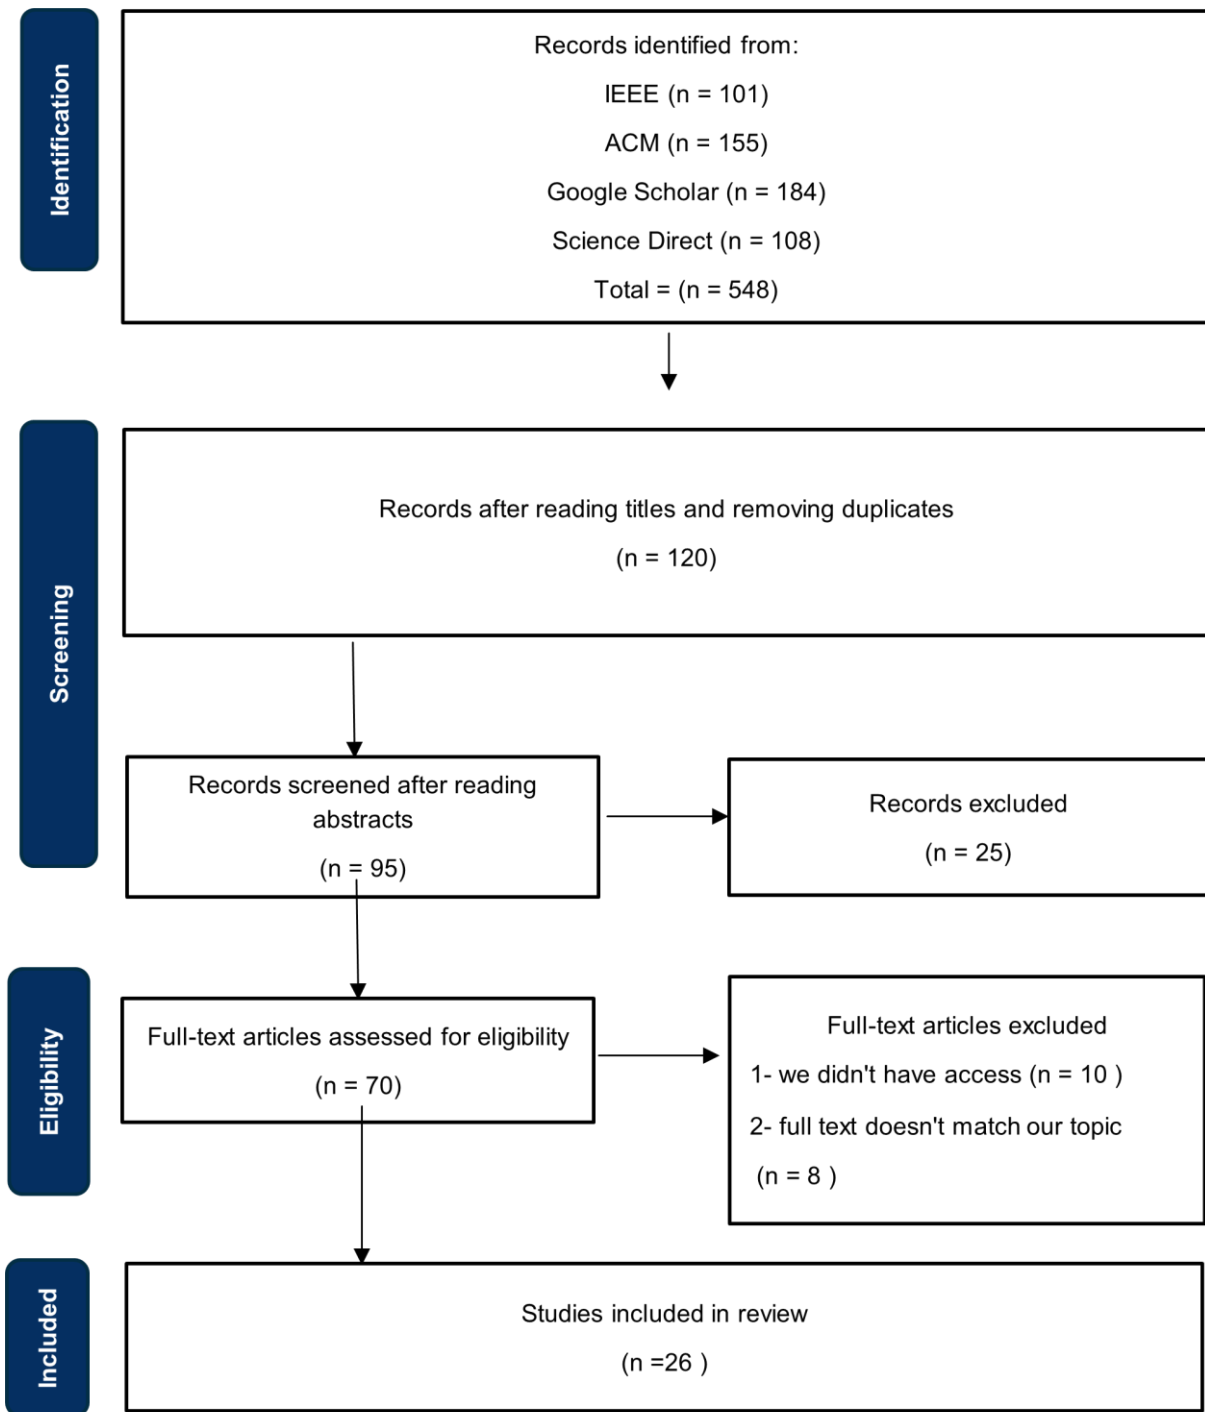 Identification
Records identified from:
IEEE (n = 101)
ACM (n = 155)
Google Scholar (n = 184)
Science Direct (n = 108)
Total = (n = 548)
Screening
Records after reading titles and removing duplicates
(n = 120)
Records screened after reading
abstracts
(n = 95)
Records excluded
(n = 25)
Eligibility
Full-text articles assessed for eligibility
(n = 70)
Full-text articles excluded
1- we didn't have access (n = 10 )
2- full text doesn't match our topic
(n = 8 )
Included
Studies included in review
(n =26 )